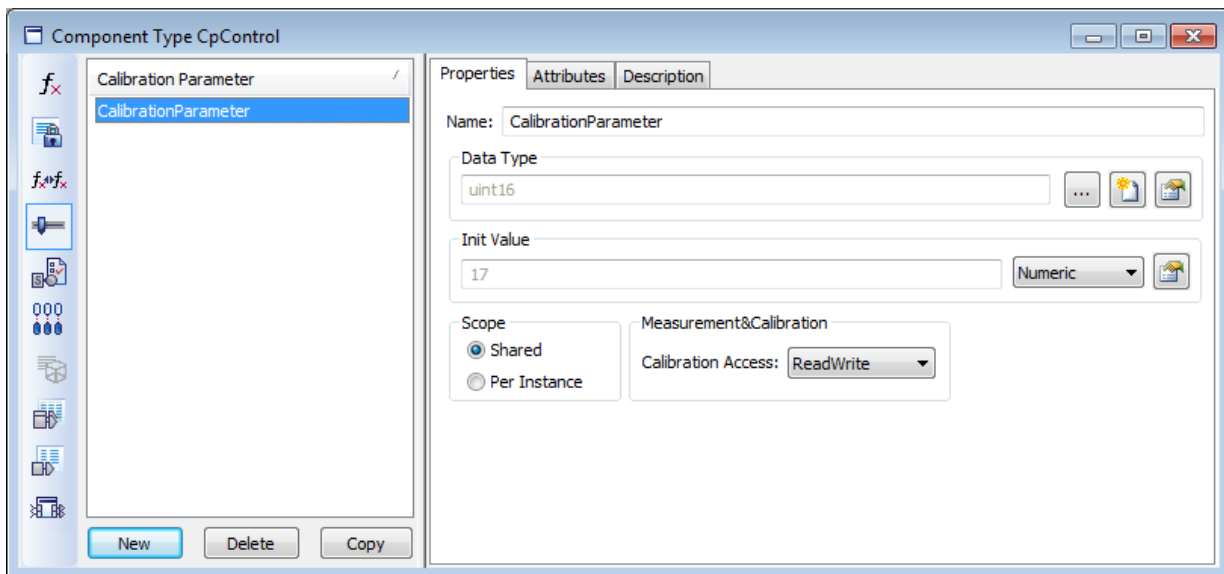 Component Type CpControl
Calibration Parameter
CalibrationParameter
New Delete Copy
Properties Attributes Description
Name: CalibrationParameter
Data Type
uint16 ...
Init Value
17 Numeric
Scope
Shared
Per Instance
Measurement&Calibration
Calibration Access: ReadWrite